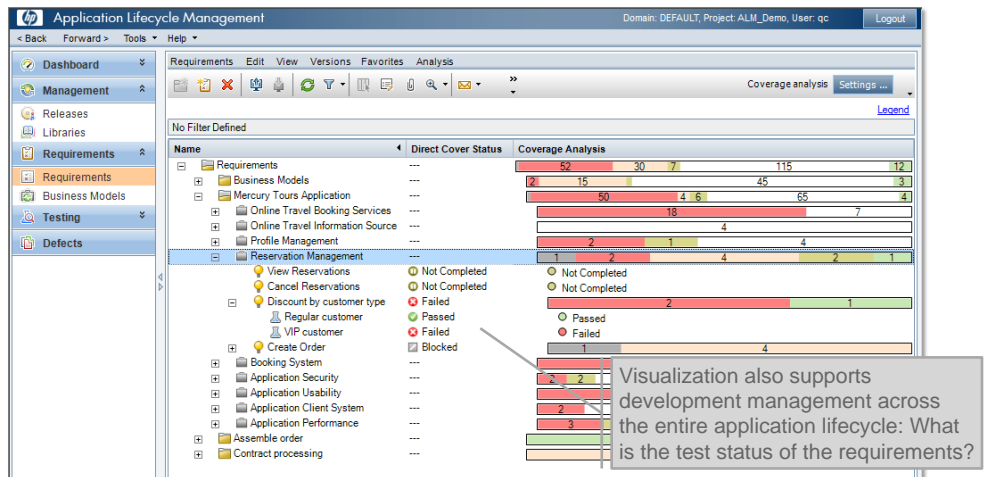 hp Application Lifecycle Management Domain: DEFAULT, Project: ALM_Demo, User: qc Logout
< Back Forward > Tools Help
Dashboard
Management
Releases
Libraries
Requirements
Requirements
Business Models
Testing
Defects
Requirements Edit View Versions Favorites Analysis
Coverage analysis Settings ...
Legend
No Filter Defined
Name Direct Cover Status Coverage Analysis
Requirements --- 52 30 7 115 12
Business Models --- 2 15 45 3
Mercury Tours Application --- 50 4 6 65 4
Online Travel Booking Services --- 18 7
Online Travel Information Source --- 4
Profile Management --- 2 1 4
Reservation Management --- 1 2 4 2 1
View Reservations Not Completed Not Completed
Cancel Reservations Not Completed Not Completed
Discount by customer type Failed 2 1
Regular customer Passed Passed
VIP customer Failed Failed
Create Order Blocked 1 4
Booking System ---
Application Security --- 2 2
Application Usability ---
Application Client System --- 2
Application Performance --- 3
Assemble order ---
Contract processing ---
Visualization also supports
development management across
the entire application lifecycle: What
is the test status of the requirements?